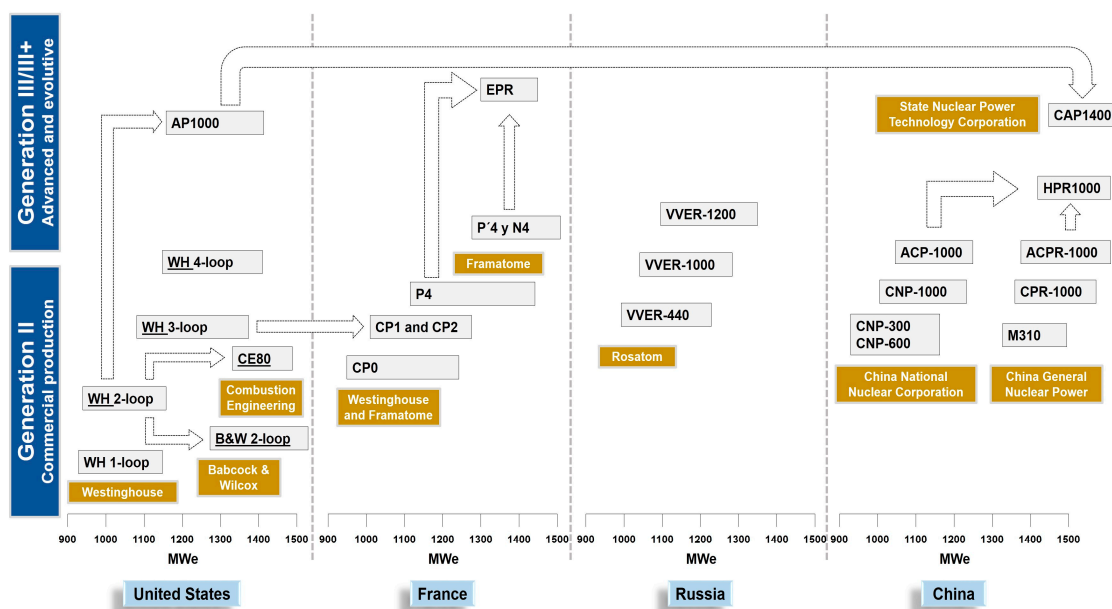 Generation III/III+
Advanced and evolutive
Generation II
Commercial production
AP1000
WH 4-loop
WH 3-loop
CE80
Combustion
Engineering
WH 2-loop
B&W 2-loop
WH 1-loop
Babcock &
Wilcox
Westinghouse
900 1000 1100 1200 1300 1400 1500
MWe
United States
EPR
P´4 y N4
Framatome
P4
CP1 and CP2
CP0
Westinghouse
and Framatome
900 1000 1100 1200 1300 1400 1500
MWe
France
VVER-1200
VVER-1000
VVER-440
Rosatom
900 1000 1100 1200 1300 1400 1500
MWe
Russia
State Nuclear Power
Technology Corporation
CAP1400
HPR1000
ACP-1000
ACPR-1000
CNP-1000
CPR-1000
CNP-300
CNP-600
M310
China National
Nuclear Corporation
China General
Nuclear Power
900 1000 1100 1200 1300 1400 1500
MWe
China